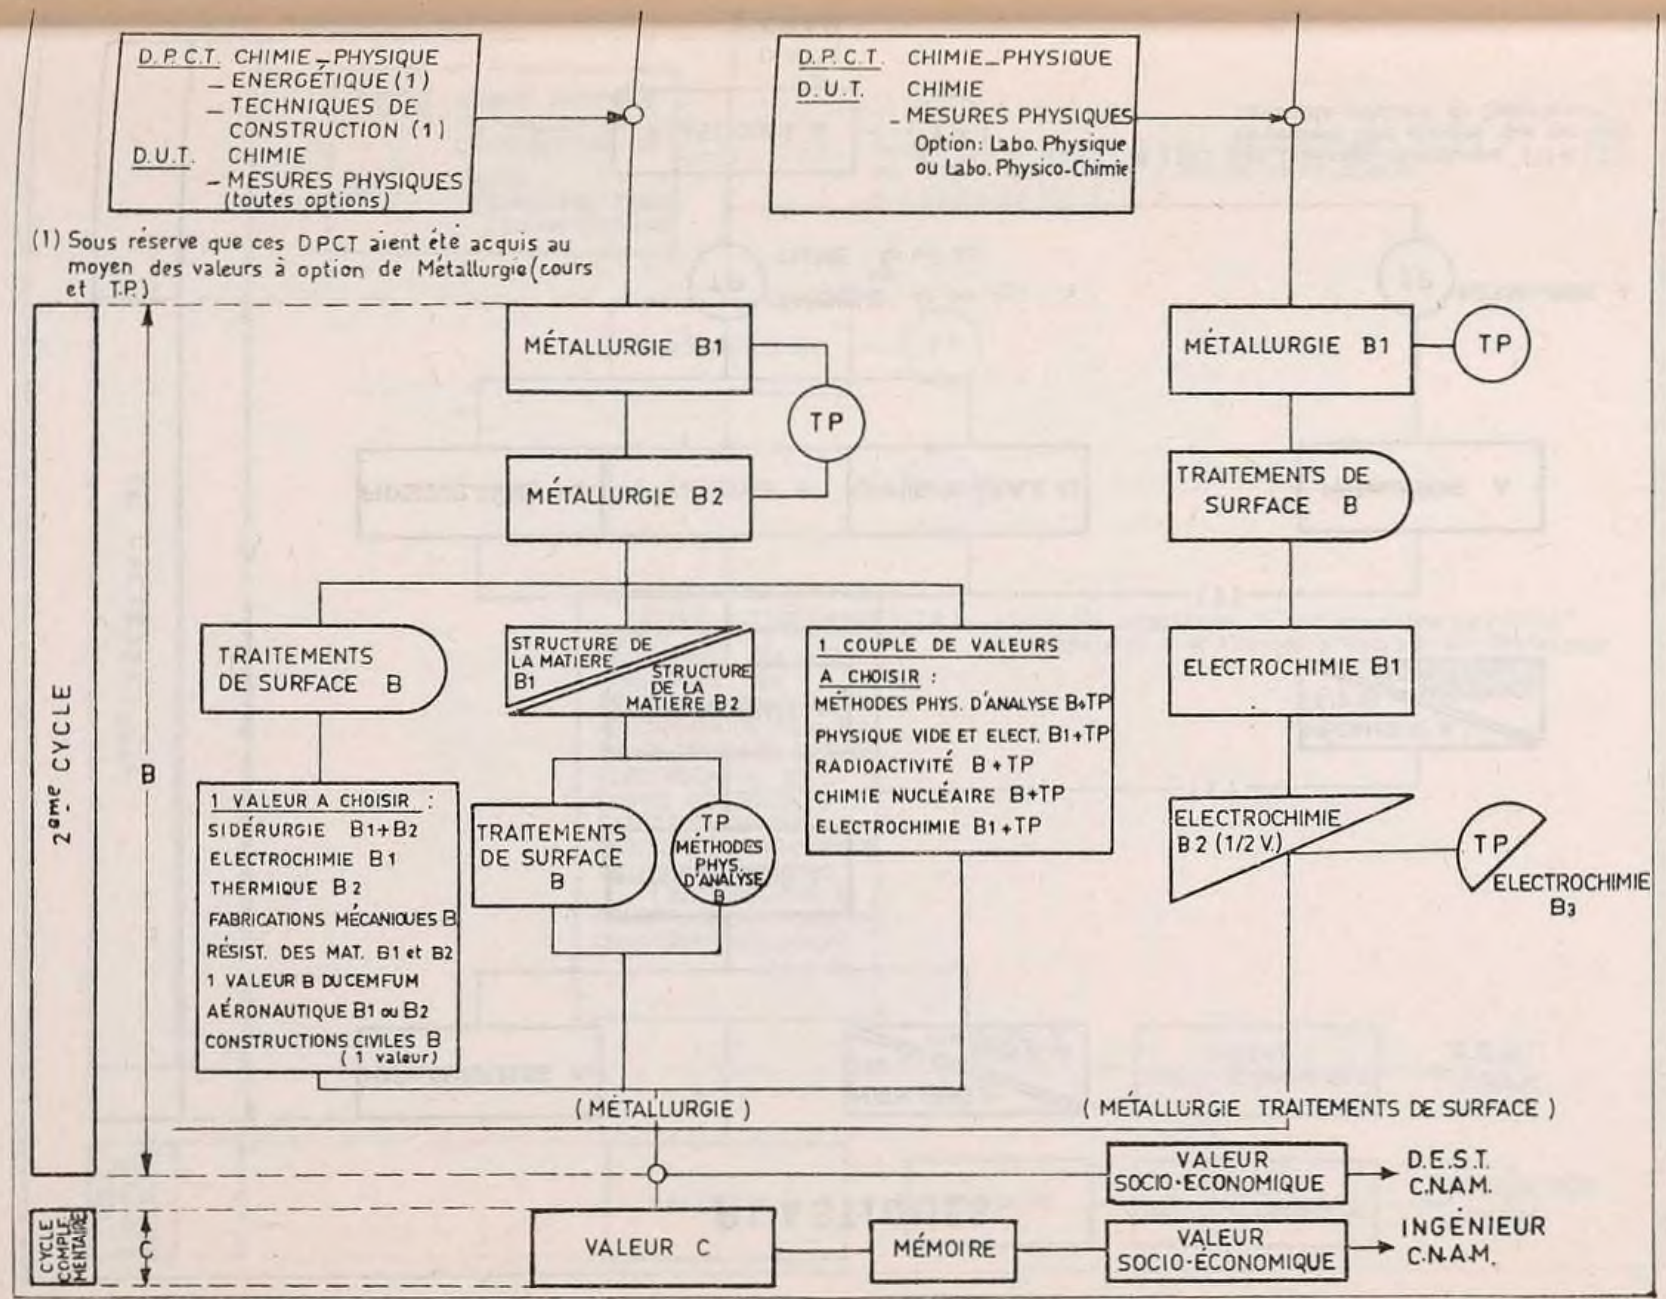 D.P.C.T. CHIMIE_PHYSIQUE
_ ENERGÉTIQUE (1)
_ TECHNIQUES DE
CONSTRUCTION (1)
D.U.T. CHIMIE
- MESURES PHYSIQUES
(toutes options)
D.P.C.T. CHIMIE_PHYSIQUE
D.U.T. CHIMIE
- MESURES PHYSIQUES
Option: Labo. Physique
ou Labo. Physico-Chimie
(1) Sous réserve que ces DPCT aient été acquis au
moyen des valeurs à option de Métallurgie (cours
et T.P.)
2ème CYCLE
B
MÉTALLURGIE B1
TP
MÉTALLURGIE B2
TRAITEMENTS
DE SURFACE B
STRUCTURE DE
LA MATIERE
B1
STRUCTURE
DE LA
MATIERE B2
1 COUPLE DE VALEURS
A CHOISIR :
MÉTHODES PHYS. D'ANALYSE B+TP
PHYSIQUE VIDE ET ELECT. B1+TP
RADIOACTIVITÉ B + TP
CHIMIE NUCLÉAIRE B+TP
ELECTROCHIMIE B1+TP
1 VALEUR A CHOISIR :
SIDÉRURGIE B1+B2
ELECTROCHIMIE B1
THERMIQUE B2
FABRICATIONS MÉCANIQUES B
RÉSIST. DES MAT. B1 et B2
1 VALEUR B DU CEMFUM
AÉRONAUTIQUE B1 ou B2
CONSTRUCTIONS CIVILES B
( 1 valeur)
TRAITEMENTS
DE SURFACE
B
TP
MÉTHODES
PHYS.
D'ANALYSE
B
MÉTALLURGIE B1
TP
TRAITEMENTS DE
SURFACE B
ELECTROCHIMIE B1
ELECTROCHIMIE
B2 (1/2 V.)
TP
ELECTROCHIMIE
B3
( MÉTALLURGIE )
( MÉTALLURGIE TRAITEMENTS DE SURFACE )
VALEUR
SOCIO-ÉCONOMIQUE
D.E.S.T.
C.N.A.M.
CYCLE
COMPLÉ-
MENTAIRE
C
VALEUR C
MÉMOIRE
VALEUR
SOCIO-ÉCONOMIQUE
INGÉNIEUR
C.N.A.M.